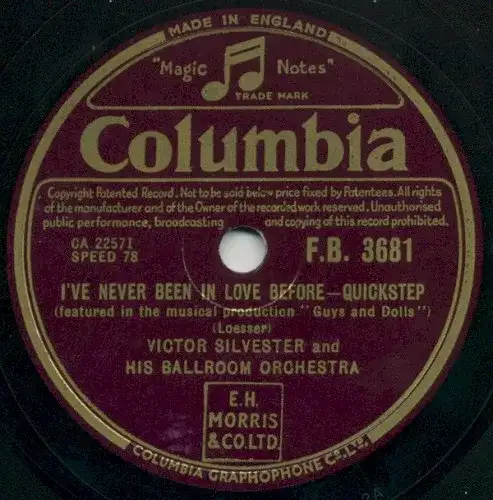 MADE IN ENGLAND
"Magic Notes"
TRADE MARK
Columbia
Copyright Patented Record. Not to be sold below price fixed by Patentees. All rights
of the manufacturer and of the Owner of the recorded work reserved. Unauthorised
public performance, broadcasting and copying of this record prohibited.
CA 22571
SPEED 78
F.B. 3681
I'VE NEVER BEEN IN LOVE BEFORE—QUICKSTEP
(featured in the musical production "Guys and Dolls")
(Loesser)
VICTOR SILVESTER and
HIS BALLROOM ORCHESTRA
E.H.
MORRIS
& CO. LTD.
COLUMBIA GRAPHOPHONE Co. LTD.